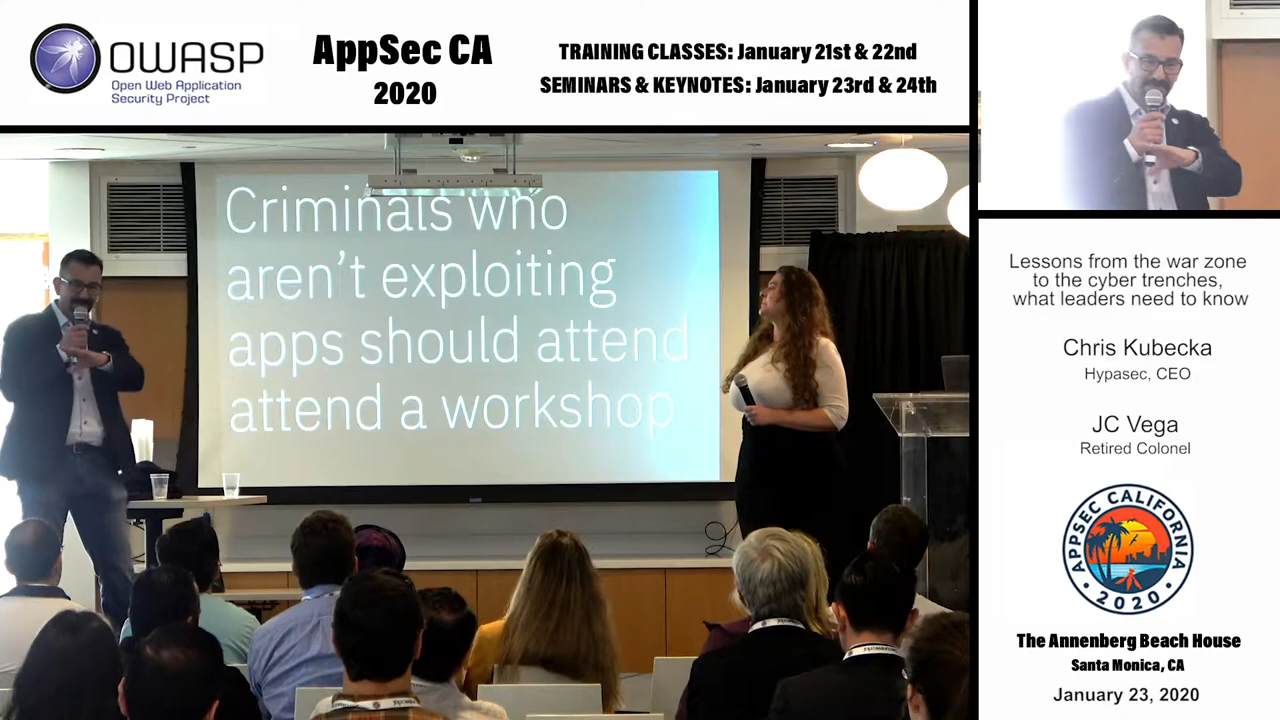 OWASP
Open Web Application
Security Project
AppSec CA
2020
TRAINING CLASSES: January 21st & 22nd
SEMINARS & KEYNOTES: January 23rd & 24th
Criminals who
aren't exploiting
apps should attend
attend a workshop
Lessons from the war zone
to the cyber trenches,
what leaders need to know
Chris Kubecka
Hypasec, CEO
JC Vega
Retired Colonel
APPSEC CALIFORNIA
• 2020 •
The Annenberg Beach House
Santa Monica, CA
January 23, 2020